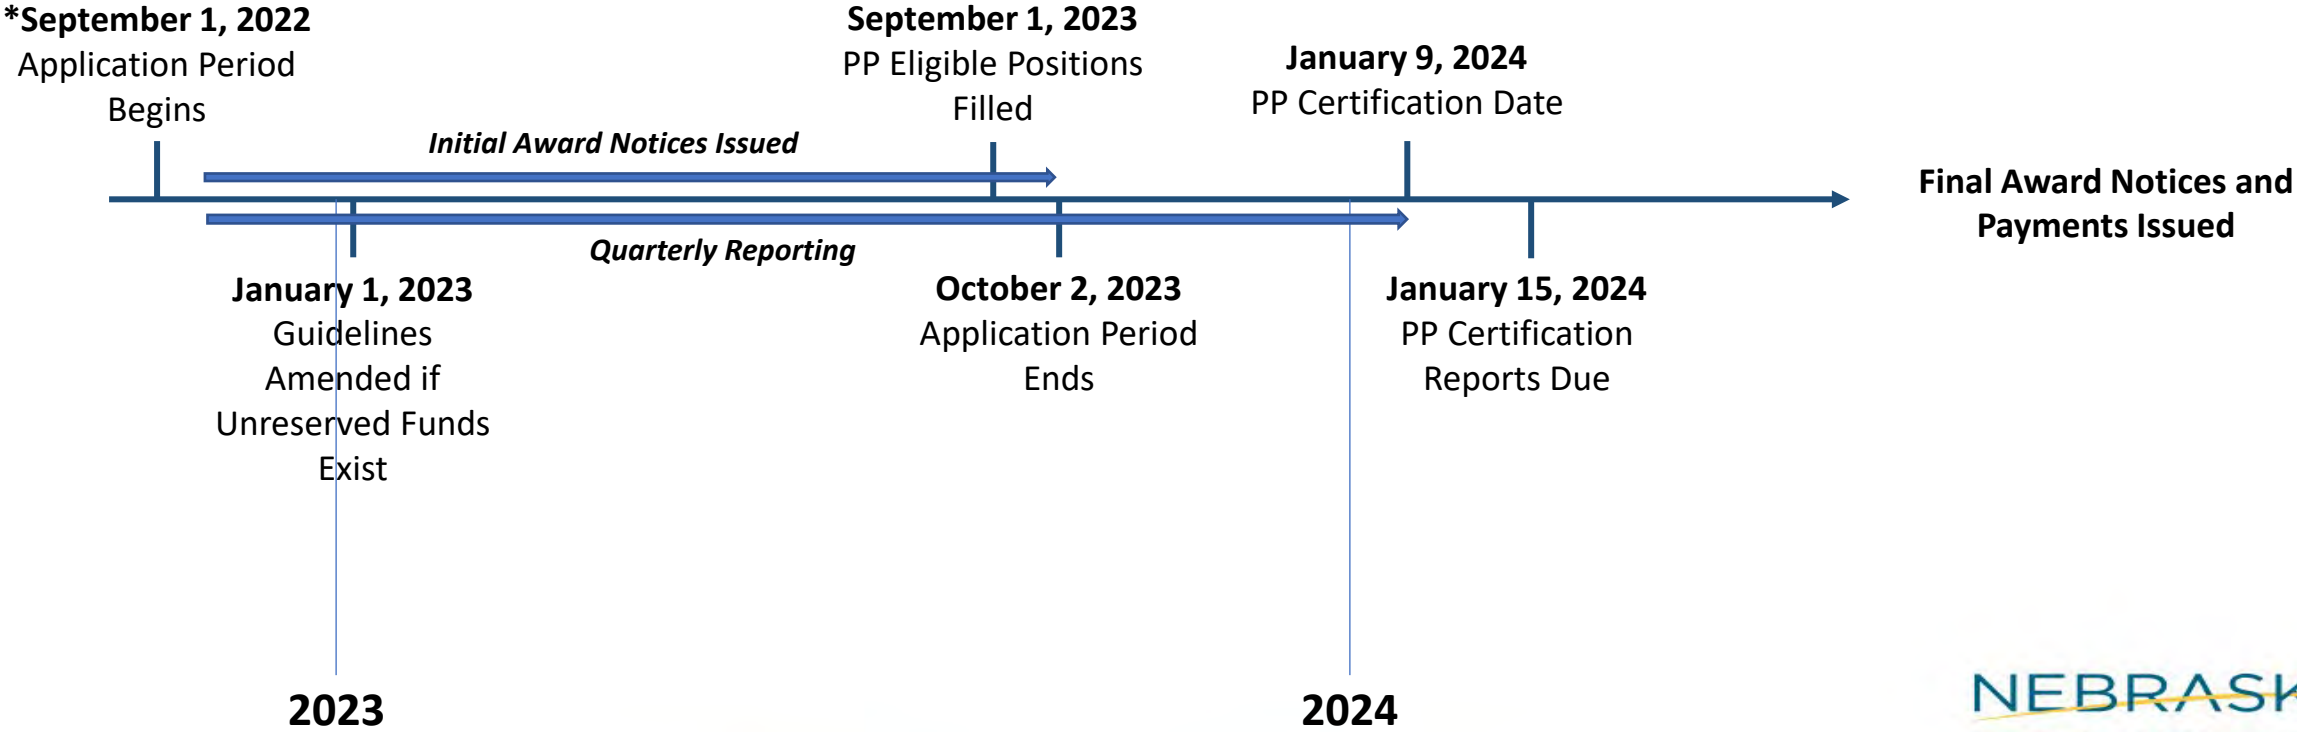 *September 1, 2022
Application Period
Begins
September 1, 2023
PP Eligible Positions
Filled
January 9, 2024
PP Certification Date
Initial Award Notices Issued
Final Award Notices and
Payments Issued
Quarterly Reporting
January 1, 2023
Guidelines
Amended if
Unreserved Funds
Exist
October 2, 2023
Application Period
Ends
January 15, 2024
PP Certification
Reports Due
2023
2024
NEBRASK